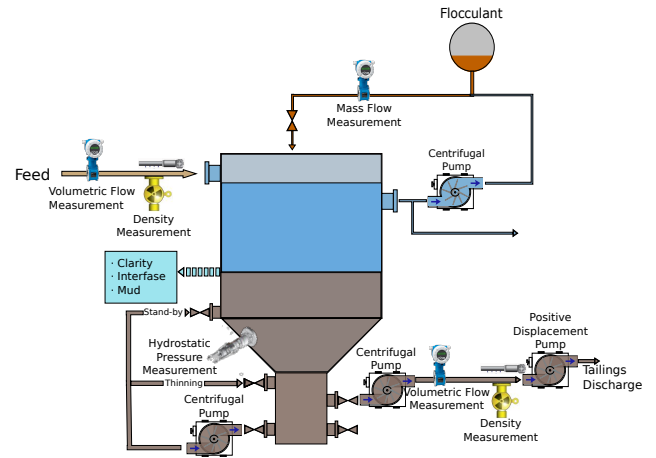 Flocculant
Mass Flow
Measurement
Centrifugal
Pump
Feed
Volumetric Flow
Measurement
Density
Measurement
· Clarity
· Interfase
· Mud
Stand-by
Hydrostatic
Pressure
Measurement
Thinning
Centrifugal
Pump
Centrifugal
Pump
Volumetric Flow
Measurement
Density
Measurement
Positive
Displacement
Pump
Tailings
Discharge